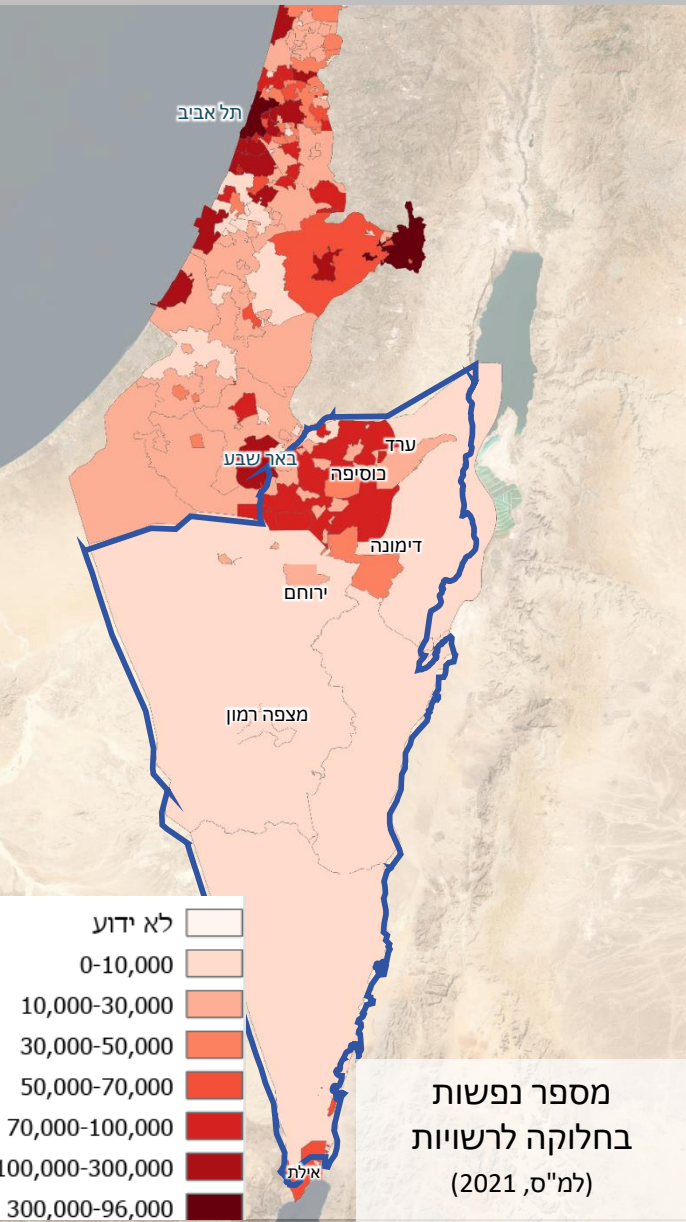 תל אביב
באר שבע
ערד
כוסיפה
דימונה
ירוחם
מצפה רמון
אילת
לא ידוע
0-10,000
10,000-30,000
30,000-50,000
50,000-70,000
70,000-100,000
100,000-300,000
300,000-96,000
מספר נפשות
בחלוקה לרשויות
(למ"ס, 2021)